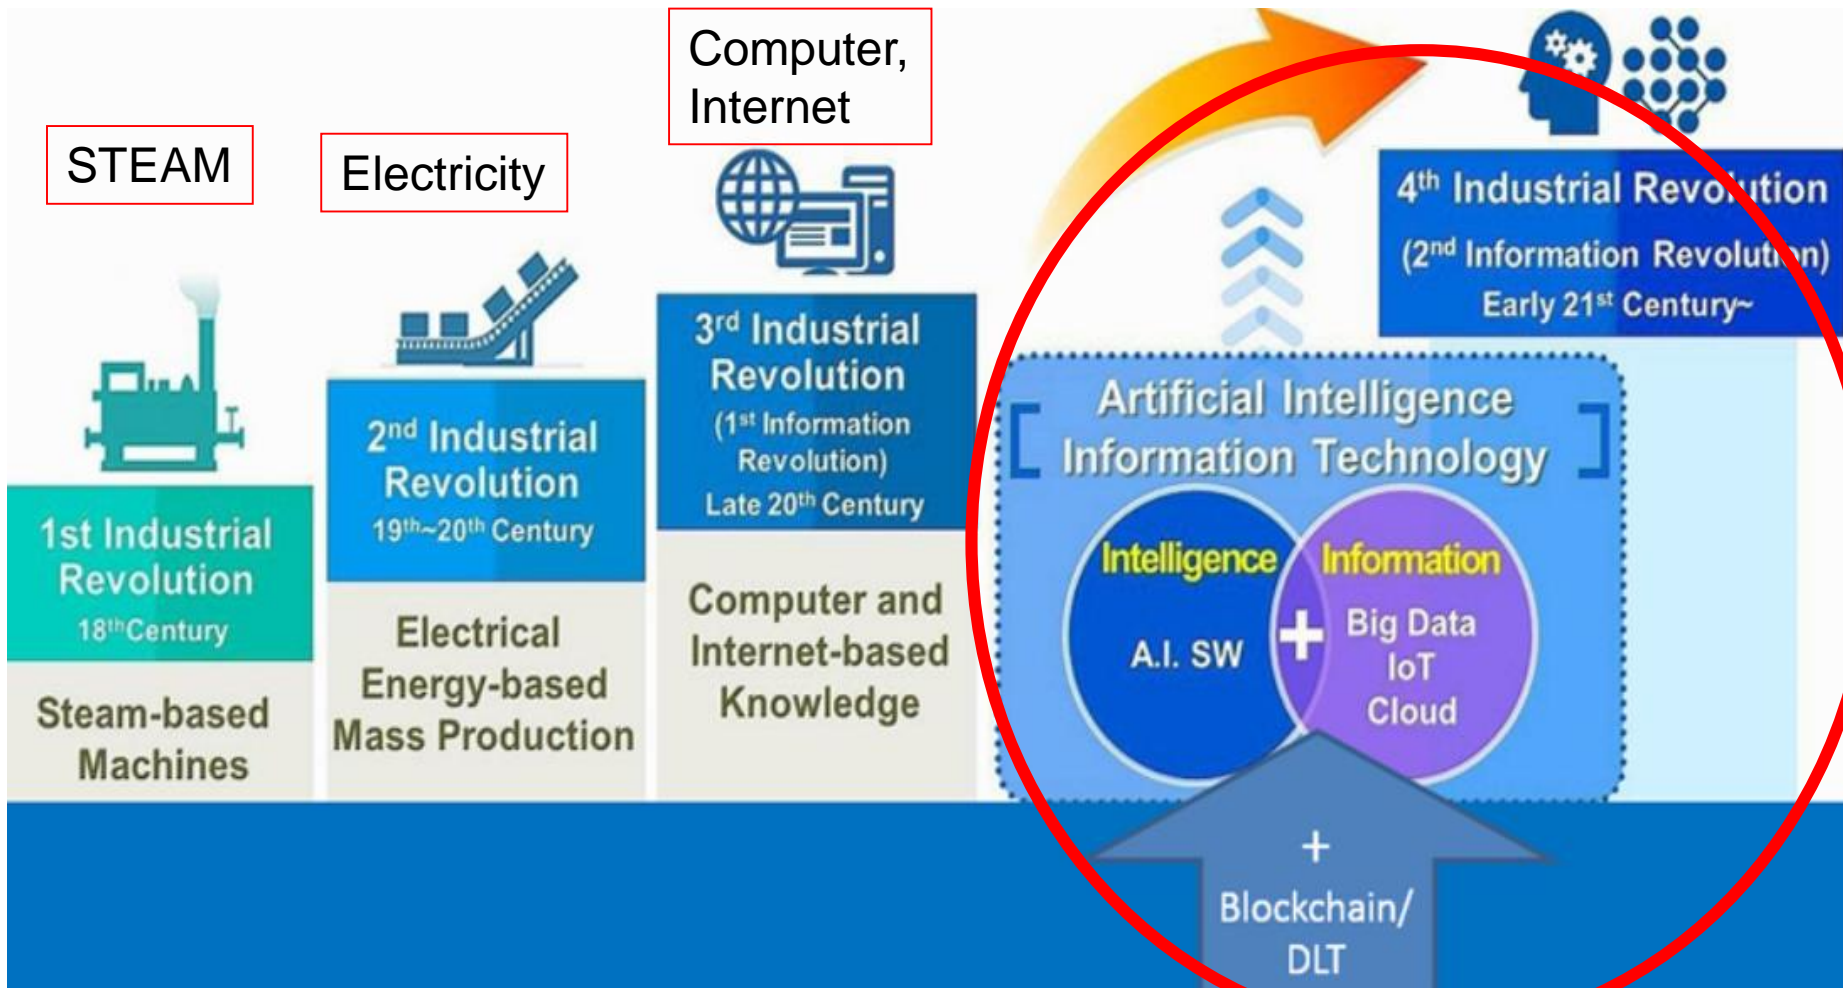 STEAM
Electricity
Computer,
Internet
1st Industrial
Revolution
18thCentury
Steam-based
Machines
2nd Industrial
Revolution
19th~20th Century
Electrical
Energy-based
Mass Production
3rd Industrial
Revolution
(1st Information
Revolution)
Late 20th Century
Computer and
Internet-based
Knowledge
4th Industrial Revolution
(2nd Information Revolution)
Early 21st Century~
Artificial Intelligence
Information Technology
Intelligence
A.I. SW
+
Information
Big Data
IoT
Cloud
+
Blockchain/
DLT